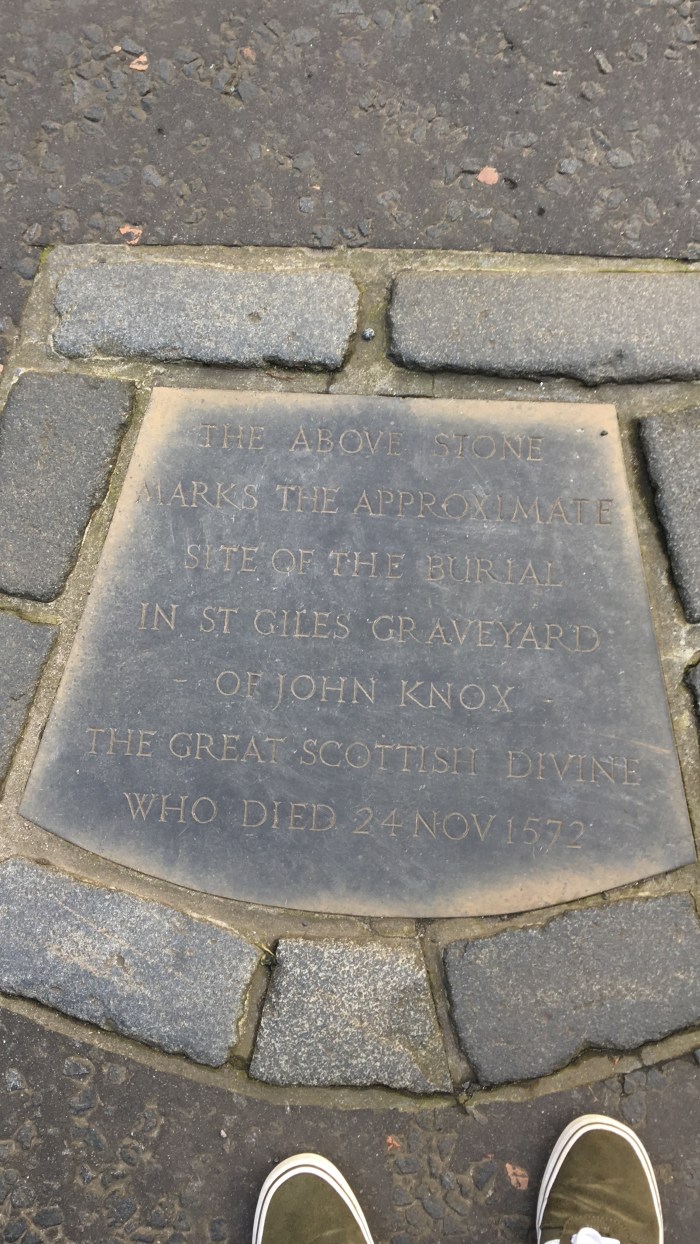 THE ABOVE STONE
MARKS THE APPROXIMATE
SITE OF THE BURIAL
IN ST GILES GRAVEYARD
- OF JOHN KNOX -
THE GREAT SCOTTISH DIVINE
WHO DIED 24 NOV 1572